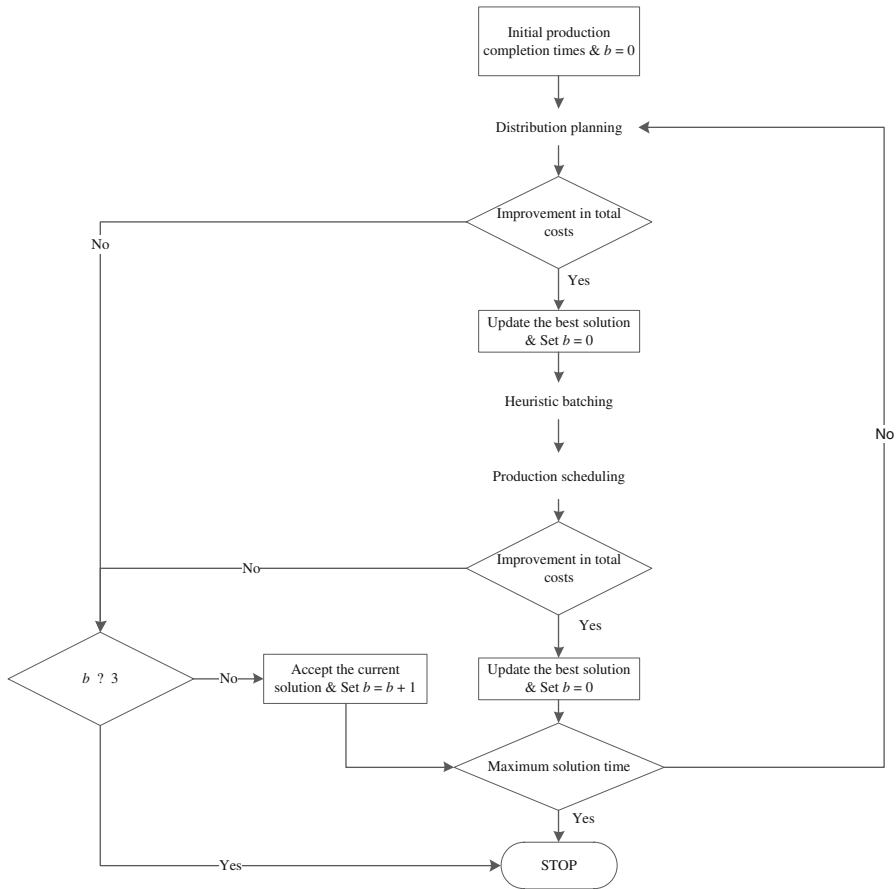 Initial production
completion times & b = 0
Distribution planning
Improvement in total
costs
No
Yes
Update the best solution
& Set b = 0
Heuristic batching
No
Production scheduling
Improvement in total
costs
No
Yes
b ? 3
No
Accept the current
solution & Set b = b + 1
Update the best solution
& Set b = 0
Maximum solution time
Yes
Yes
STOP